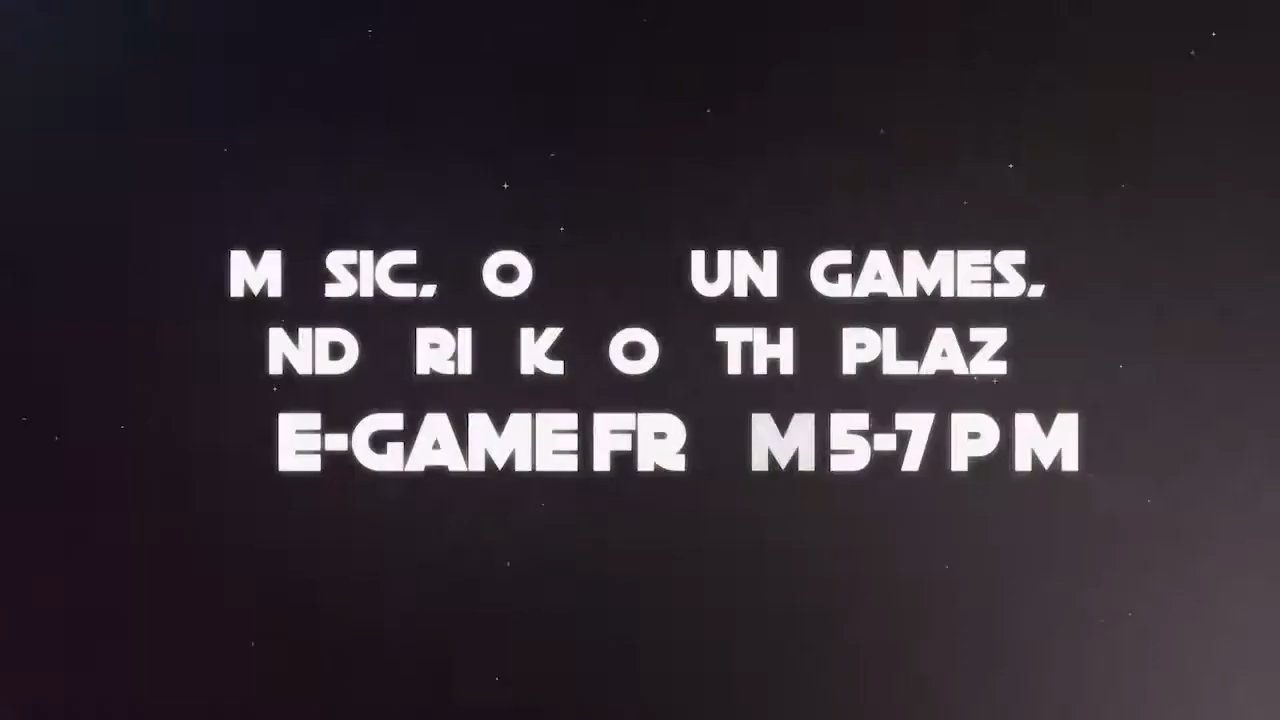 M SIC, O UN GAMES,
ND RI K O TH PLAZ
E-GAME FR M 5-7 PM